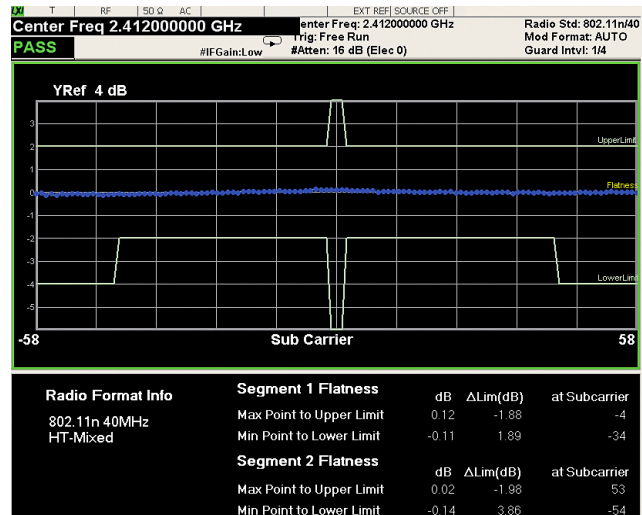 LXI T RF 50 Ω AC EXT REF SOURCE OFF
Center Freq 2.412000000 GHz enter Freq: 2.412000000 GHz Radio Std: 802.11n/40
Trig: Free Run Mod Format: AUTO
PASS #IFGain:Low #Atten: 16 dB (Elec 0) Guard Intvl: 1/4
YRef 4 dB
3
2 UpperLimit
1
0 Flatness
-1
-2
-3
-4 LowerLimi
-5
-58 Sub Carrier 58
Radio Format Info
802.11n 40MHz
HT-Mixed
Segment 1 Flatness dB ΔLim(dB) at Subcarrier
Max Point to Upper Limit 0.12 -1.88 -4
Min Point to Lower Limit -0.11 1.89 -34
Segment 2 Flatness dB ΔLim(dB) at Subcarrier
Max Point to Upper Limit 0.02 -1.98 53
Min Point to Lower Limit -0.14 3.86 -54